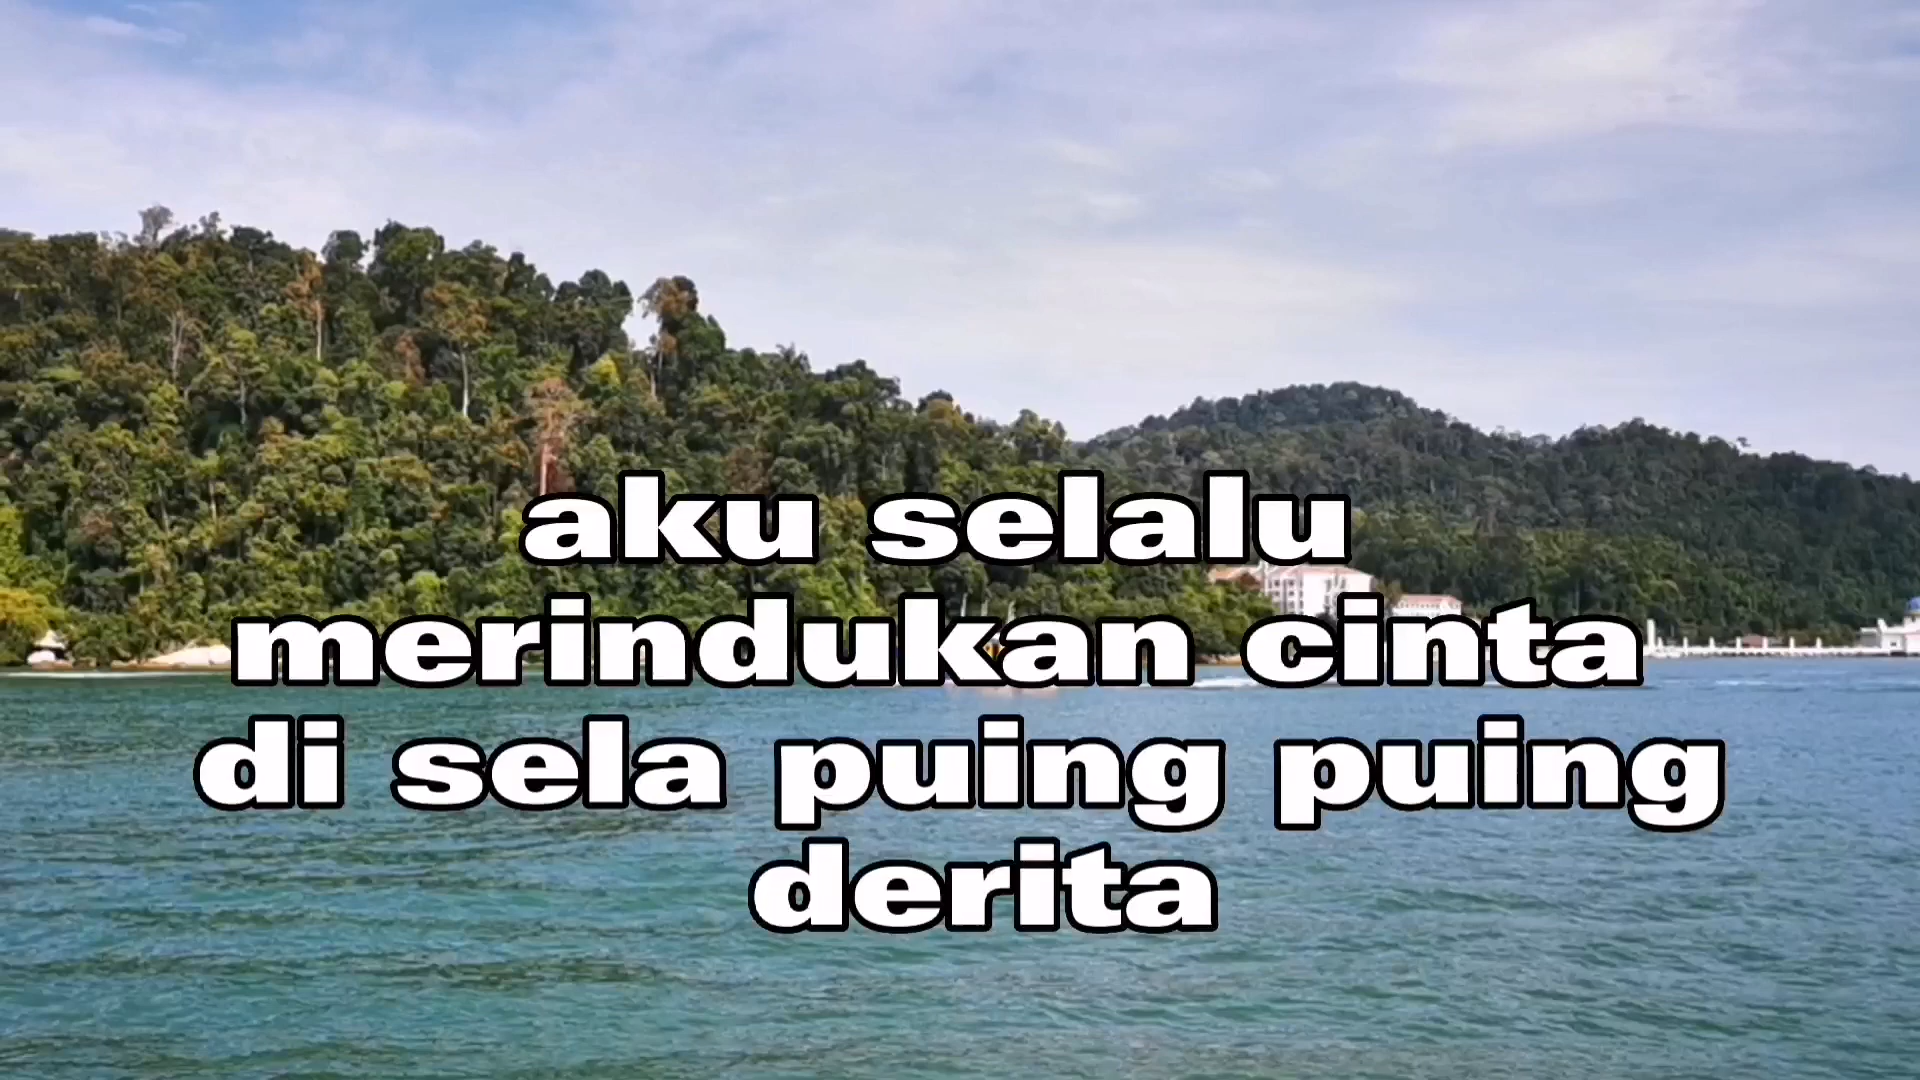 aku selalu
merindukan cinta
di sela puing puing
derita